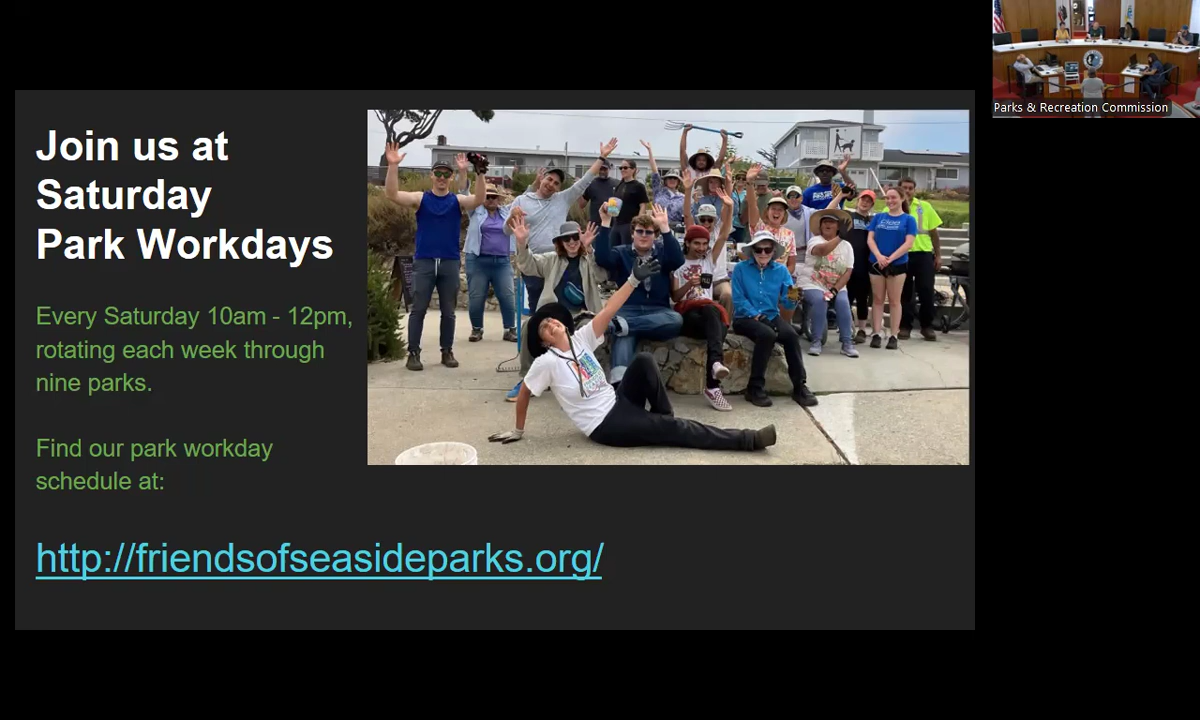 Join us at
Saturday
Park Workdays
Every Saturday 10am - 12pm,
rotating each week through
nine parks.
Find our park workday
schedule at:
http://friendsofseasideparks.org/
Parks & Recreation Commission